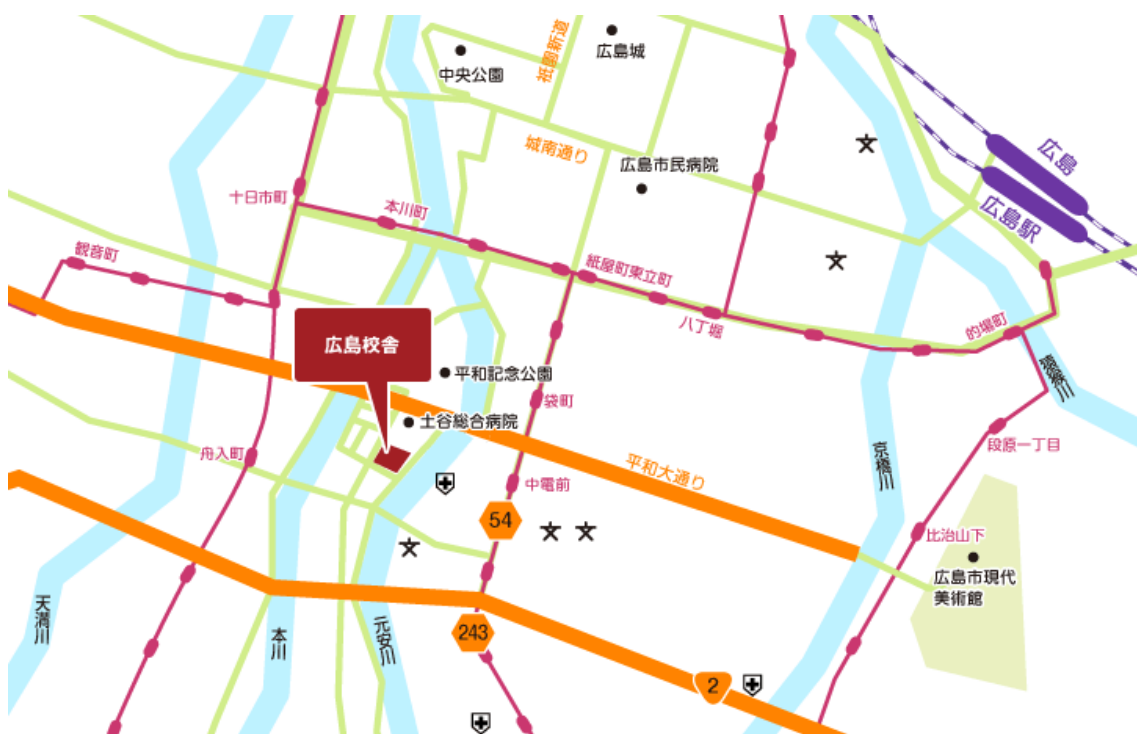 祇園新道
広島城
中央公園
城南通り
広島市民病院
広島
広島駅
十日市町
本川町
観音町
紙屋町東立町
八丁堀
的場町
猿猴川
広島校舎
平和記念公園
袋町
土谷総合病院
舟入町
平和大通り
京橋川
段原一丁目
中電前
54
比治山下
広島市現代
美術館
天満川
本川
元安川
243
2